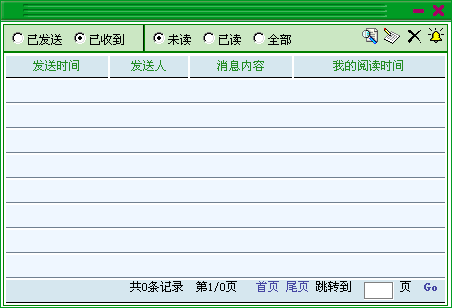 已发送 已收到 未读 已读 全部
发送时间 发送人 消息内容 我的阅读时间
共0条记录 第1/0页 首页 尾页 跳转到 页 Go